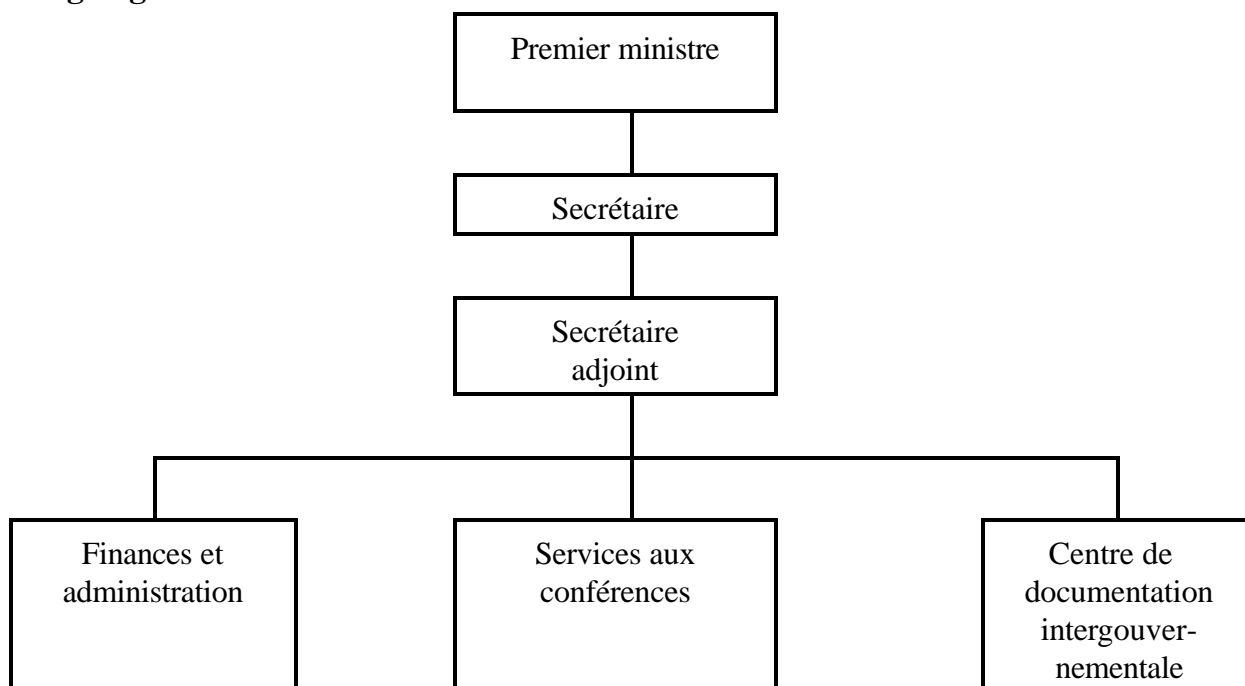 Premier ministre
Secrétaire
Secrétaire
adjoint
Finances et
administration
Services aux
conférences
Centre de
documentation
intergouver-
nementale